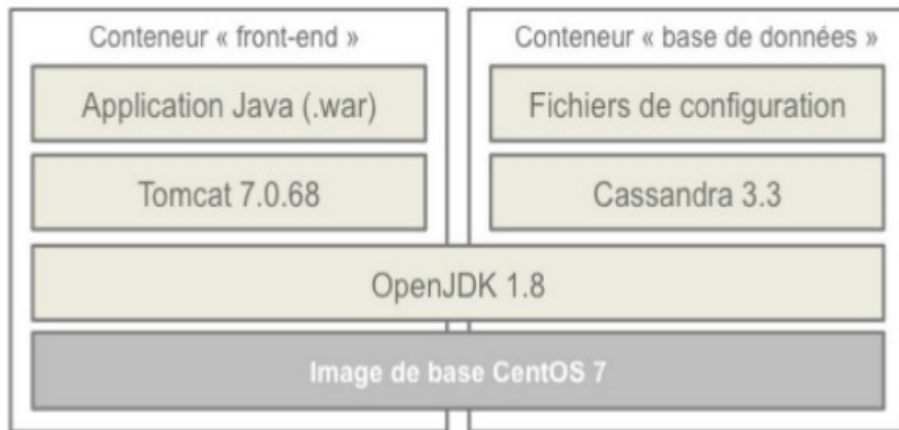 Conteneur « front-end »
Application Java (.war)
Tomcat 7.0.68
Conteneur « base de données »
Fichiers de configuration
Cassandra 3.3
OpenJDK 1.8
Image de base CentOS 7